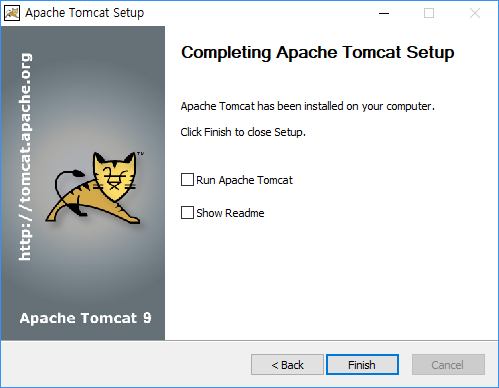 Apache Tomcat Setup
http://tomcat.apache.org
TM
Apache Tomcat 9
Completing Apache Tomcat Setup
Apache Tomcat has been installed on your computer.
Click Finish to close Setup.
Run Apache Tomcat
Show Readme
< Back
Finish
Cancel